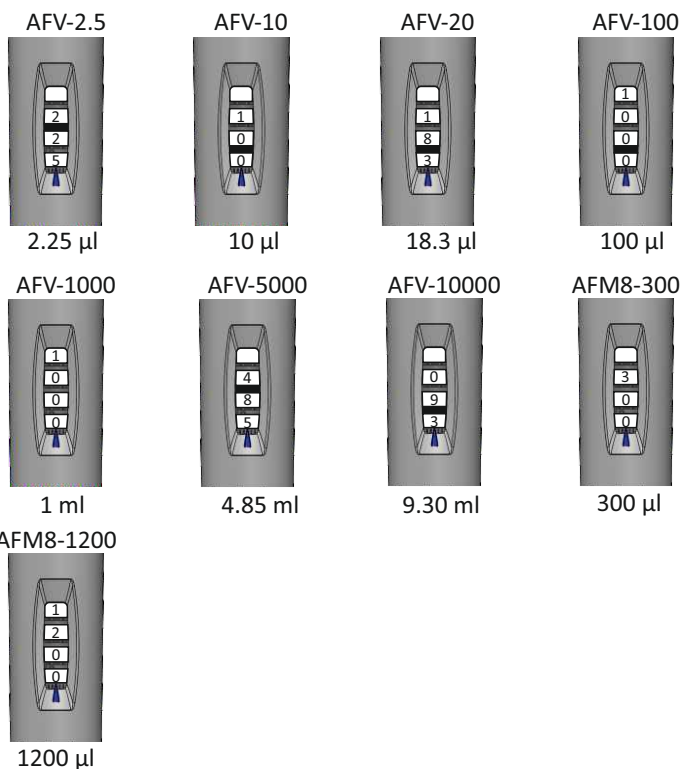 AFV-2.5 AFV-10 AFV-20 AFV-100
2 1 1 1
2 0 8 0
5 0 3 0
0
2.25 µl 10 µl 18.3 µl 100 µl
AFV-1000 AFV-5000 AFV-10000 AFM8-300
1
0 4 0 3
0 8 9 0
0 5 3 0
1 ml 4.85 ml 9.30 ml 300 µl
AFM8-1200
1
2
0
0
1200 µl